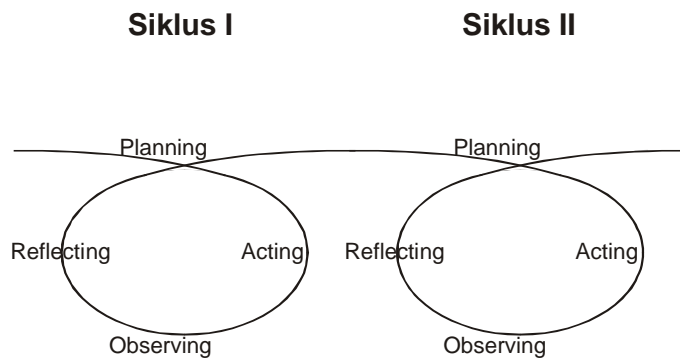 Siklus I Siklus II
Planning Planning
Reflecting Acting Reflecting Acting
Observing Observing